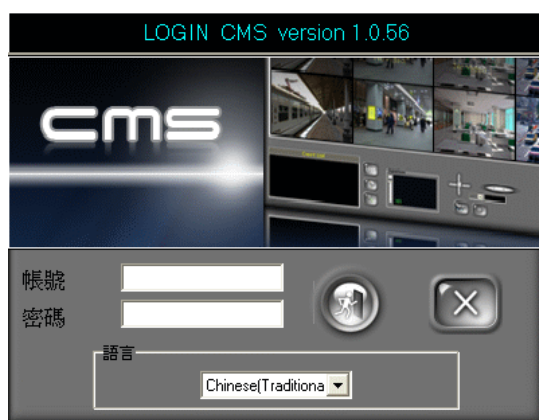 LOGIN CMS version 1.0.56
cms
帳號
密碼
語言
Chinese(Traditiona